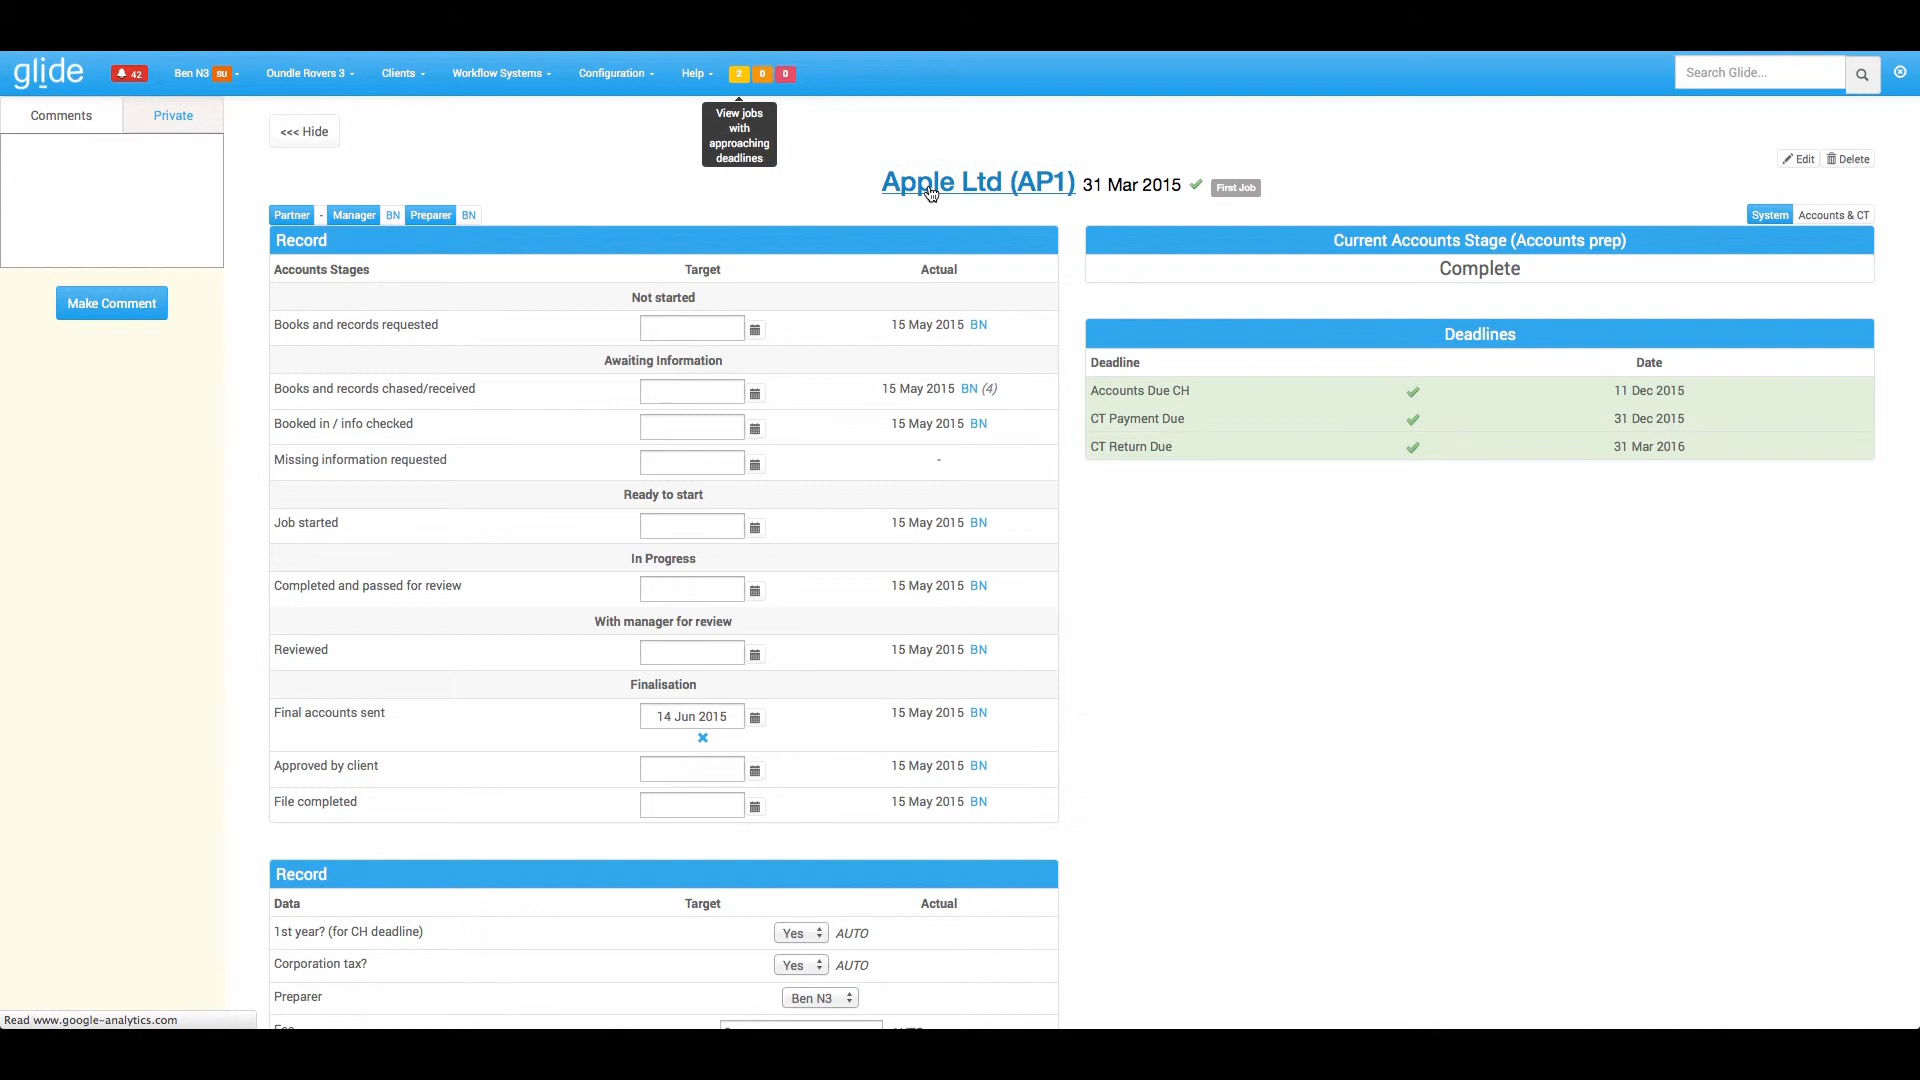 glide 42 Ben N3 SU Oundle Rovers 3 Clients Workflow Systems Configuration Help 2 0 0 Search Glide...
Comments Private
View jobs
with
approaching
deadlines
<<< Hide
Edit Delete
Apple Ltd (AP1) 31 Mar 2015 First Job
Partner - Manager BN Preparer BN
System Accounts & CT
Record
Accounts Stages Target Actual
Not started
Books and records requested 15 May 2015 BN
Awaiting Information
Books and records chased/received 15 May 2015 BN (4)
Booked in / info checked 15 May 2015 BN
Missing information requested -
Ready to start
Job started 15 May 2015 BN
In Progress
Completed and passed for review 15 May 2015 BN
With manager for review
Reviewed 15 May 2015 BN
Finalisation
Final accounts sent 14 Jun 2015 15 May 2015 BN
Approved by client 15 May 2015 BN
File completed 15 May 2015 BN
Current Accounts Stage (Accounts prep)
Complete
Deadlines
Deadline Date
Accounts Due CH 11 Dec 2015
CT Payment Due 31 Dec 2015
CT Return Due 31 Mar 2016
Make Comment
Record
Data Target Actual
1st year? (for CH deadline) Yes AUTO
Corporation tax? Yes AUTO
Preparer Ben N3
Read www.google-analytics.com